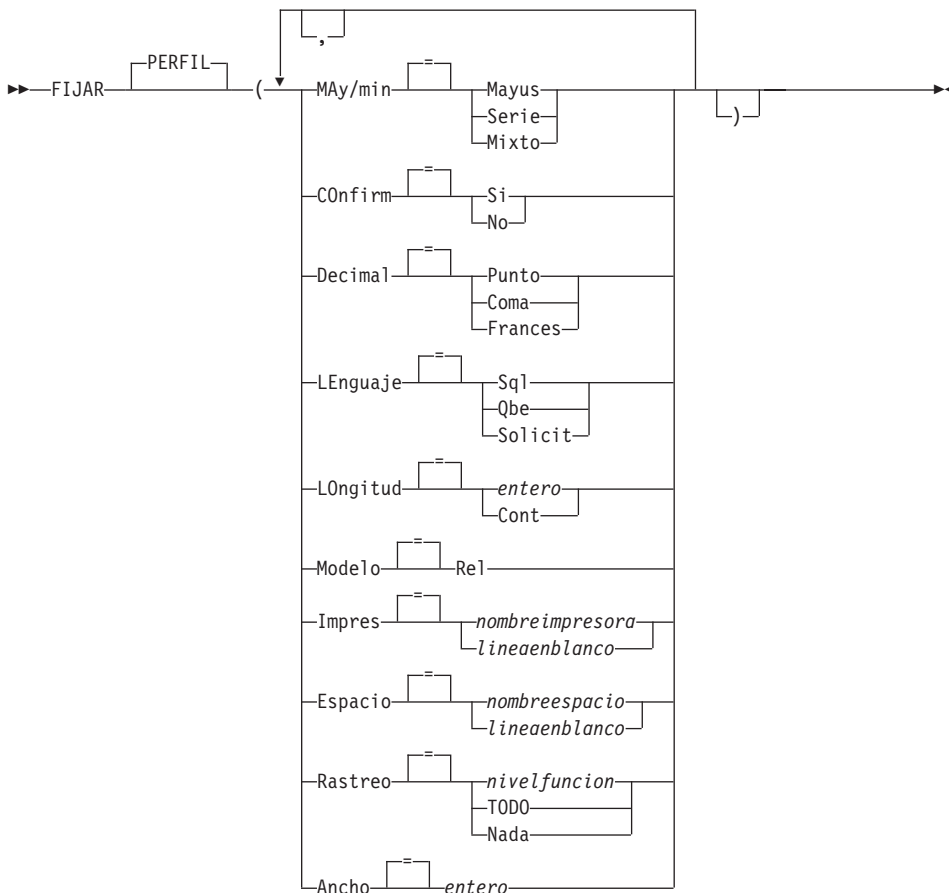 ,
PERFIL
FIJAR ( MAy/min = Mayus )
Serie
Mixto
COnfirm = Si
No
Decimal = Punto
Coma
Frances
LEnguaje = Sql
Qbe
Solicit
LOngitud = entero
Cont
Modelo = Rel
Impres = nombreimpresora
lineaenblanco
Espacio = nombreespacio
lineaenblanco
Rastreo = nivelfuncion
TODO
Nada
Ancho = entero